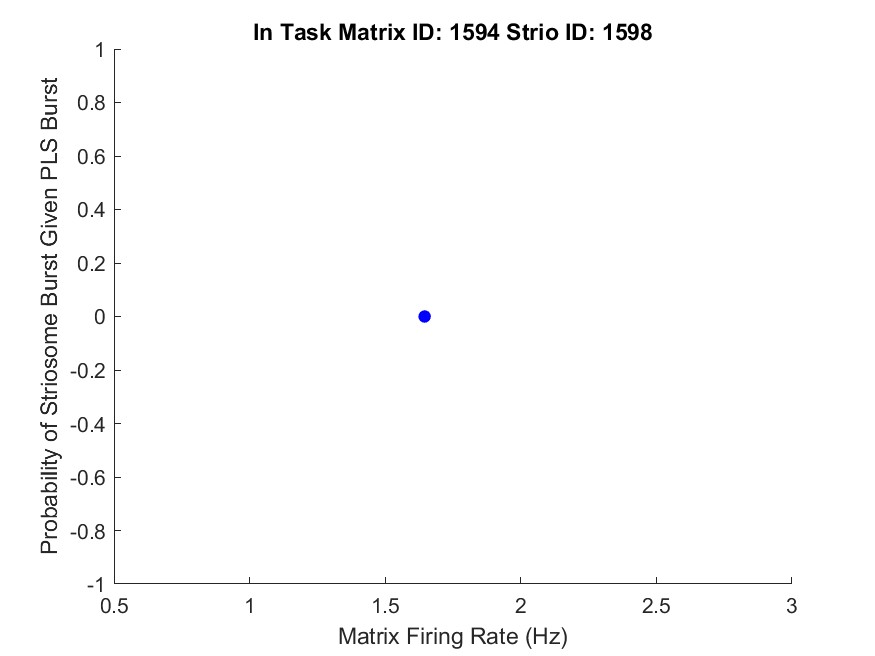 In Task Matrix ID: 1594 Strio ID: 1598
Probability of Striosome Burst Given PLS Burst
1
0.8
0.6
0.4
0.2
0
-0.2
-0.4
-0.6
-0.8
-1
0.5 1 1.5 2 2.5 3
Matrix Firing Rate (Hz)